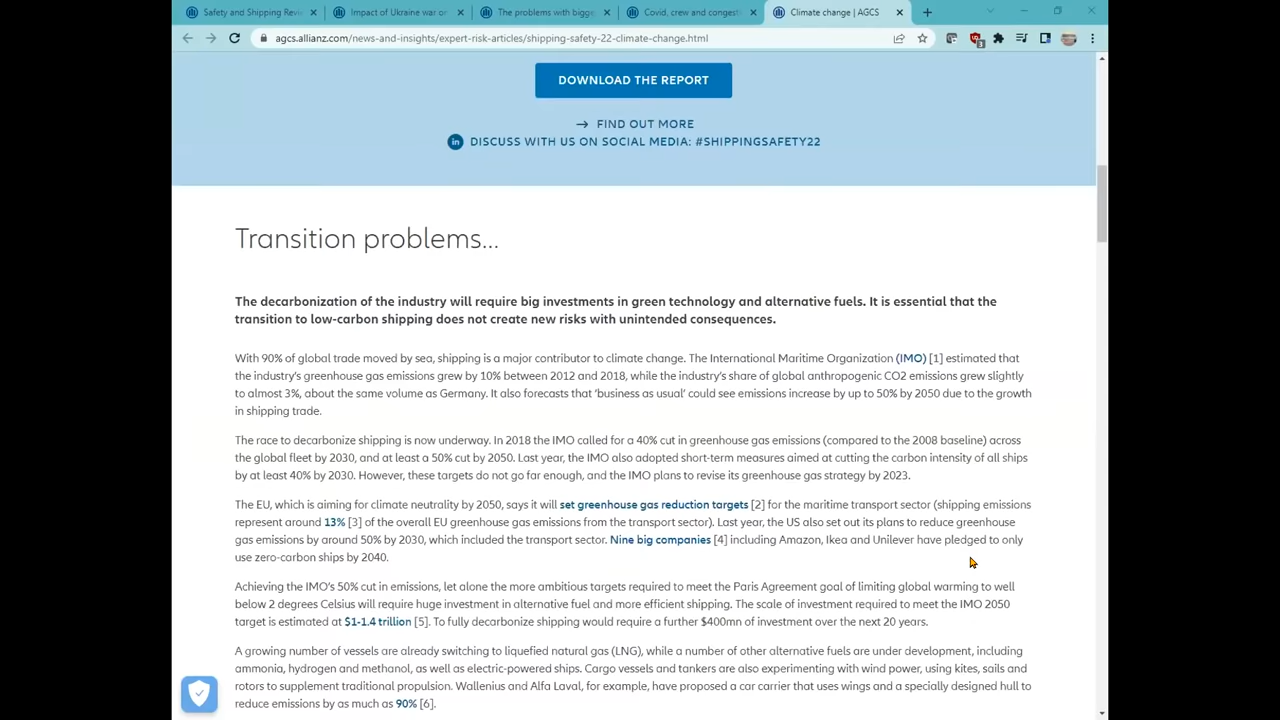 Safety and Shipping Revi
Impact of Ukraine war on
The problems with bigge
Covid, crew and congest
Climate change | AGCS
agcs.allianz.com/news-and-insights/expert-risk-articles/shipping-safety-22-climate-change.html
3
DOWNLOAD THE REPORT
→ FIND OUT MORE
in DISCUSS WITH US ON SOCIAL MEDIA: #SHIPPINGSAFETY22
Transition problems...
The decarbonization of the industry will require big investments in green technology and alternative fuels. It is essential that the
transition to low-carbon shipping does not create new risks with unintended consequences.
With 90% of global trade moved by sea, shipping is a major contributor to climate change. The International Maritime Organization (IMO) [1] estimated that
the industry's greenhouse gas emissions grew by 10% between 2012 and 2018, while the industry's share of global anthropogenic CO2 emissions grew slightly
to almost 3%, about the same volume as Germany. It also forecasts that 'business as usual' could see emissions increase by up to 50% by 2050 due to the growth
in shipping trade.
The race to decarbonize shipping is now underway. In 2018 the IMO called for a 40% cut in greenhouse gas emissions (compared to the 2008 baseline) across
the global fleet by 2030, and at least a 50% cut by 2050. Last year, the IMO also adopted short-term measures aimed at cutting the carbon intensity of all ships
by at least 40% by 2030. However, these targets do not go far enough, and the IMO plans to revise its greenhouse gas strategy by 2023.
The EU, which is aiming for climate neutrality by 2050, says it will set greenhouse gas reduction targets [2] for the maritime transport sector (shipping emissions
represent around 13% [3] of the overall EU greenhouse gas emissions from the transport sector). Last year, the US also set out its plans to reduce greenhouse
gas emissions by around 50% by 2030, which included the transport sector. Nine big companies [4] including Amazon, Ikea and Unilever have pledged to only
use zero-carbon ships by 2040.
Achieving the IMO's 50% cut in emissions, let alone the more ambitious targets required to meet the Paris Agreement goal of limiting global warming to well
below 2 degrees Celsius will require huge investment in alternative fuel and more efficient shipping. The scale of investment required to meet the IMO 2050
target is estimated at $1-1.4 trillion [5]. To fully decarbonize shipping would require a further $400mn of investment over the next 20 years.
A growing number of vessels are already switching to liquefied natural gas (LNG), while a number of other alternative fuels are under development, including
ammonia, hydrogen and methanol, as well as electric-powered ships. Cargo vessels and tankers are also experimenting with wind power, using kites, sails and
rotors to supplement traditional propulsion. Wallenius and Alfa Laval, for example, have proposed a car carrier that uses wings and a specially designed hull to
reduce emissions by as much as 90% [6].